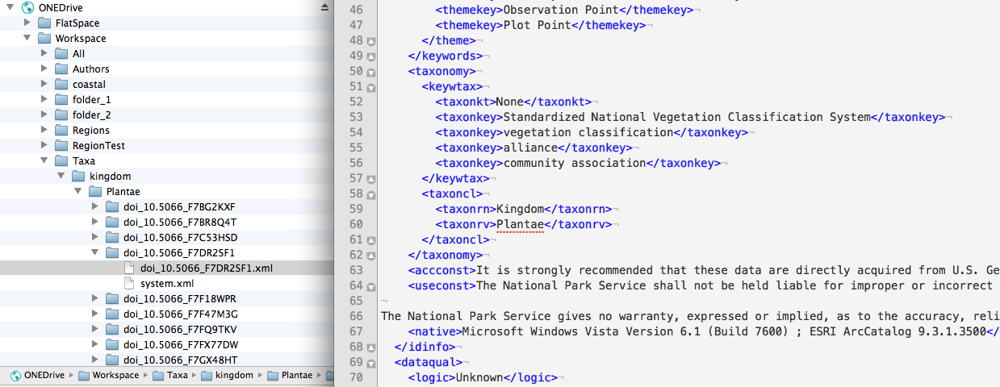 ONEDrive
FlatSpace
Workspace
All
Authors
coastal
folder_1
folder_2
Regions
RegionTest
Taxa
kingdom
Plantae
doi_10.5066_F7BG2KXF
doi_10.5066_F7BR8Q4T
doi_10.5066_F7C53HSD
doi_10.5066_F7DR2SF1
doi_10.5066_F7DR2SF1.xml
system.xml
doi_10.5066_F7F18WPR
doi_10.5066_F7F47M3G
doi_10.5066_F7FQ9TKV
doi_10.5066_F7FX77DW
doi_10.5066_F7GX48HT
ONEDrive Workspace Taxa kingdom Plantae
46 <themekey>Observation Point</themekey>¬
47 <themekey>Plot Point</themekey>¬
48 </theme>¬
49 </keywords>¬
50 <taxonomy>¬
51 <keywtax>¬
52 <taxonkt>None</taxonkt>¬
53 <taxonkey>Standardized National Vegetation Classification System</taxonkey>¬
54 <taxonkey>vegetation classification</taxonkey>¬
55 <taxonkey>alliance</taxonkey>¬
56 <taxonkey>community association</taxonkey>¬
57 </keywtax>¬
58 <taxoncl>¬
59 <taxonrn>Kingdom</taxonrn>¬
60 <taxonrv>Plantae</taxonrv>¬
61 </taxoncl>¬
62 </taxonomy>¬
63 <accconst>It is strongly recommended that these data are directly acquired from U.S. Ge
64 <useconst>The National Park Service shall not be held liable for improper or incorrect
65 ¬
66 The National Park Service gives no warranty, expressed or implied, as to the accuracy, reli
67 <native>Microsoft Windows Vista Version 6.1 (Build 7600) ; ESRI ArcCatalog 9.3.1.3500</
68 </idinfo>¬
69 <dataqual>¬
70 <logic>Unknown</logic>¬